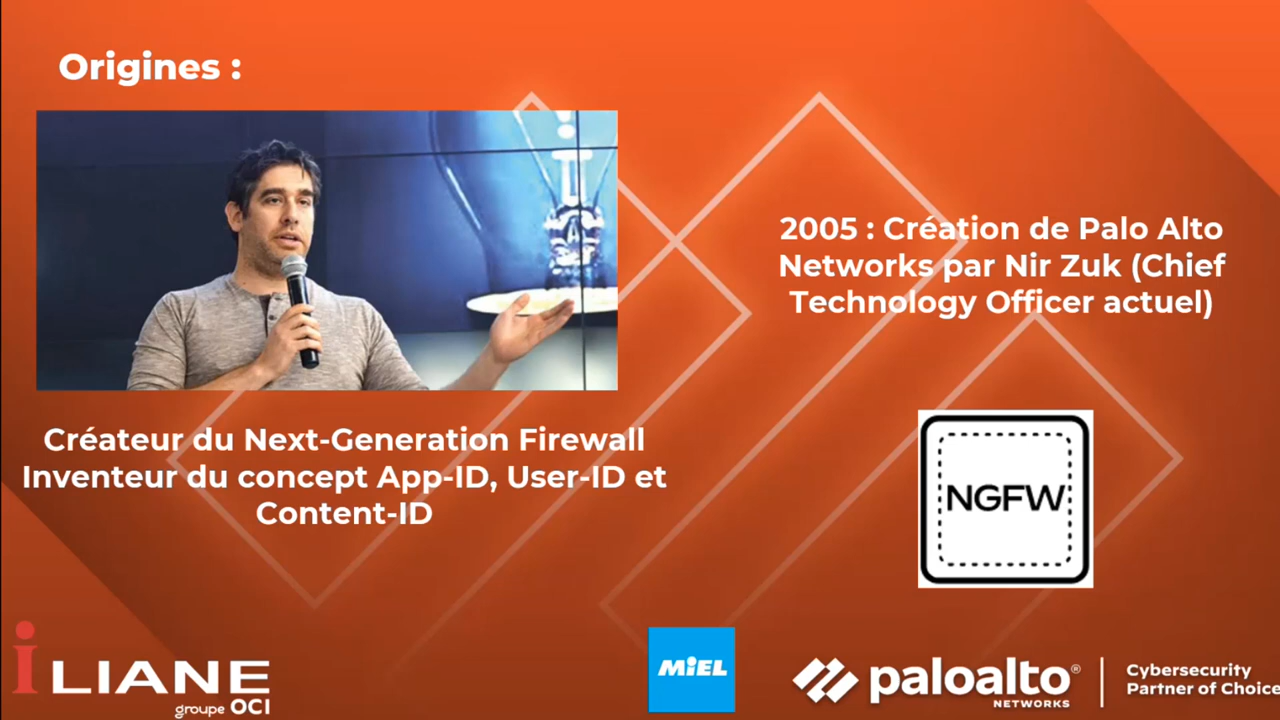 Origines :
2005 : Création de Palo Alto
Networks par Nir Zuk (Chief
Technology Officer actuel)
Créateur du Next-Generation Firewall
Inventeur du concept App-ID, User-ID et
Content-ID
NGFW
iLIANE
groupe OCI
MiEL
paloalto®
NETWORKS
Cybersecurity
Partner of Choice